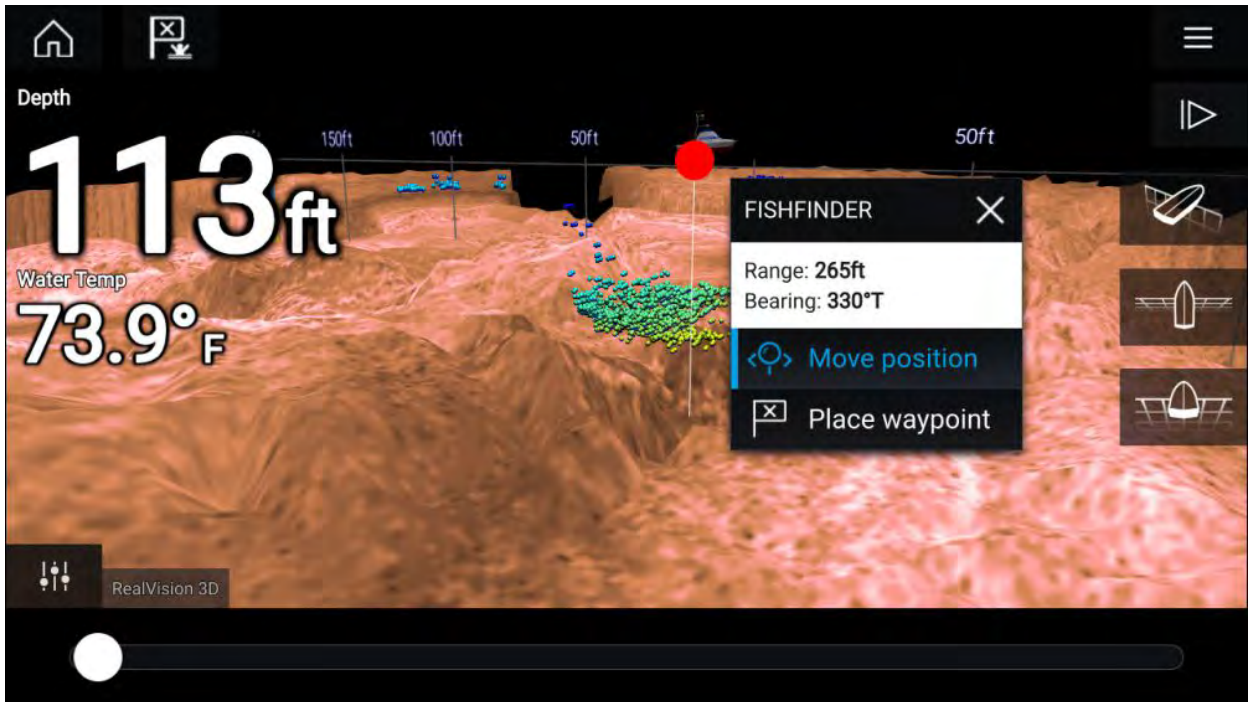 Depth
113ft
Water Temp
73.9°F
150ft
100ft
50ft
50ft
FISHFINDER
Range: 265ft
Bearing: 330°T
Move position
Place waypoint
RealVision 3D